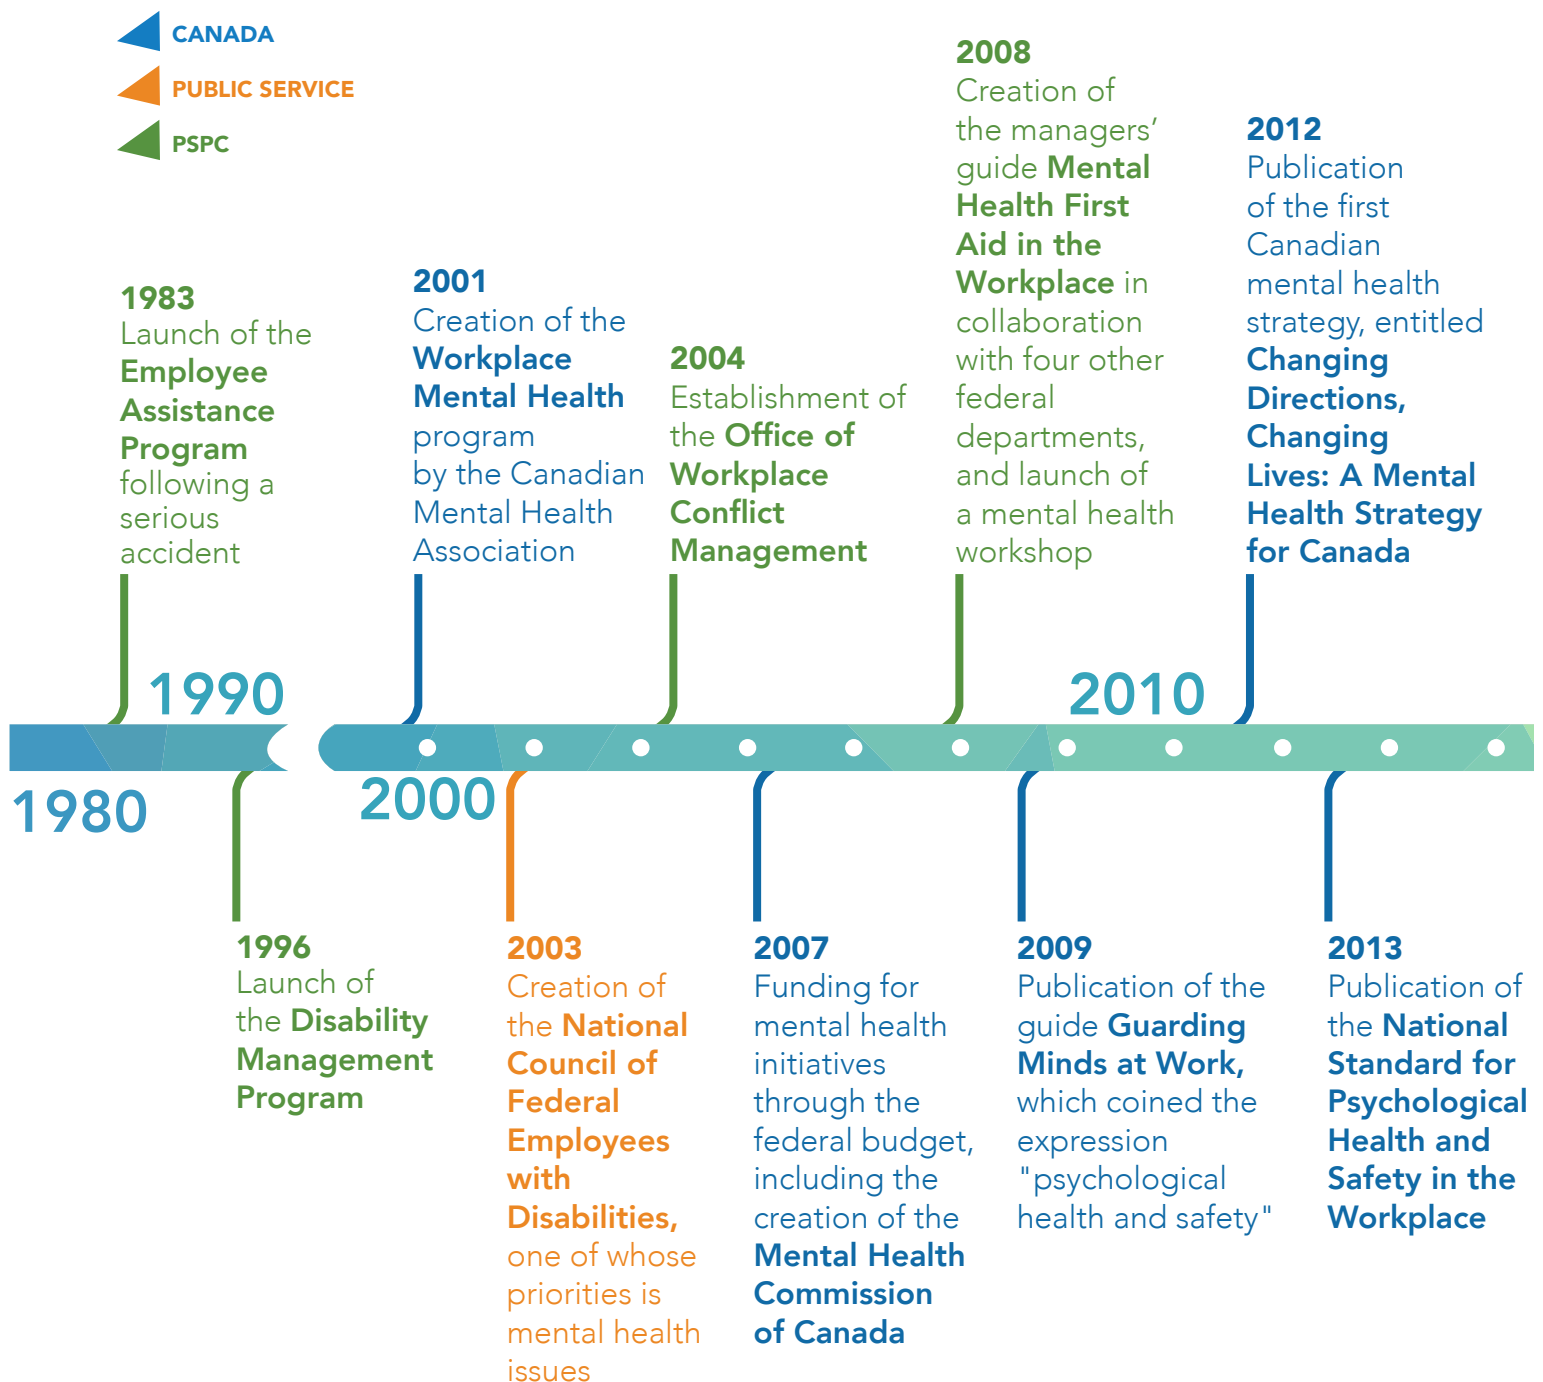 CANADA
PUBLIC SERVICE
PSPC
1983
Launch of the
Employee
Assistance
Program
following a
serious
accident
2001
Creation of the
Workplace
Mental Health
program
by the Canadian
Mental Health
Association
2004
Establishment of
the Office of
Workplace
Conflict
Management
2008
Creation of
the managers’
guide Mental
Health First
Aid in the
Workplace in
collaboration
with four other
federal
departments,
and launch of
a mental health
workshop
2012
Publication
of the first
Canadian
mental health
strategy, entitled
Changing
Directions,
Changing
Lives: A Mental
Health Strategy
for Canada
1990
2010
1980
2000
1996
Launch of
the Disability
Management
Program
2003
Creation of
the National
Council of
Federal
Employees
with
Disabilities,
one of whose
priorities is
mental health
issues
2007
Funding for
mental health
initiatives
through the
federal budget,
including the
creation of the
Mental Health
Commission
of Canada
2009
Publication of the
guide Guarding
Minds at Work,
which coined the
expression
"psychological
health and safety"
2013
Publication of
the National
Standard for
Psychological
Health and
Safety in the
Workplace